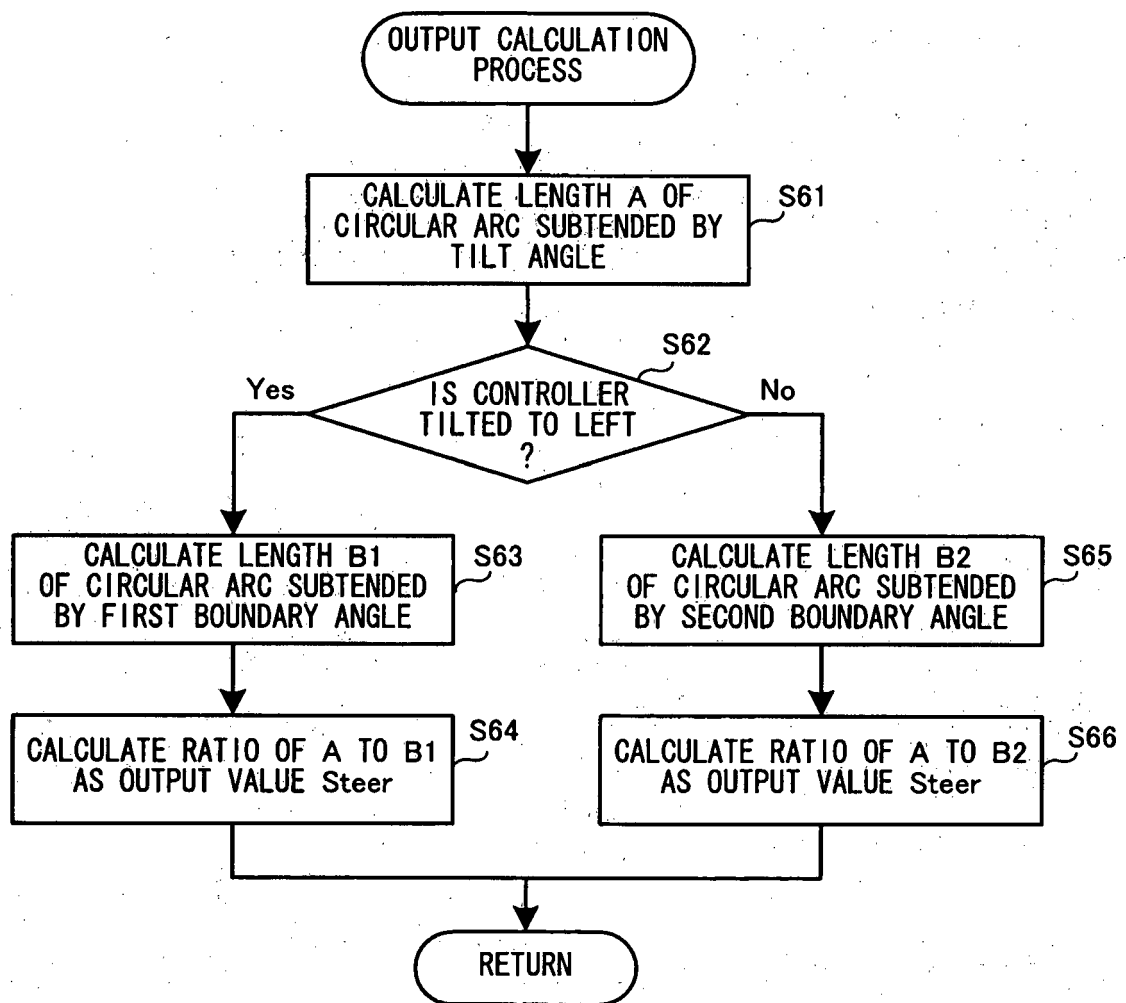 OUTPUT CALCULATION
PROCESS
CALCULATE LENGTH A OF
CIRCULAR ARC SUBTENDED BY
TILT ANGLE
S61
S62
IS CONTROLLER
TILTED TO LEFT
?
Yes
No
CALCULATE LENGTH B1
OF CIRCULAR ARC SUBTENDED
BY FIRST BOUNDARY ANGLE
S63
CALCULATE LENGTH B2
OF CIRCULAR ARC SUBTENDED
BY SECOND BOUNDARY ANGLE
S65
CALCULATE RATIO OF A TO B1
AS OUTPUT VALUE Steer
S64
CALCULATE RATIO OF A TO B2
AS OUTPUT VALUE Steer
S66
RETURN